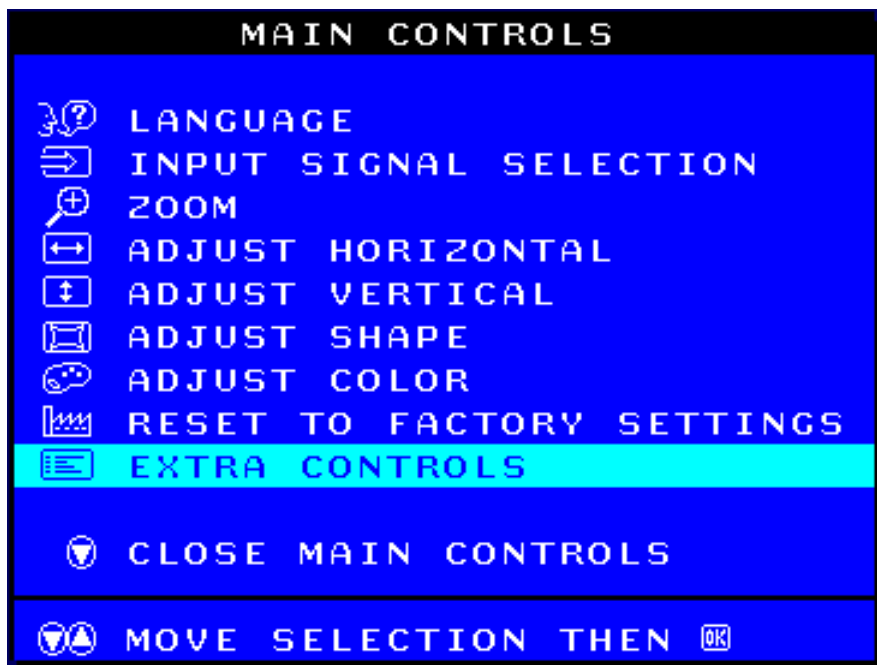 MAIN CONTROLS
LANGUAGE
INPUT SIGNAL SELECTION
ZOOM
ADJUST HORIZONTAL
ADJUST VERTICAL
ADJUST SHAPE
ADJUST COLOR
RESET TO FACTORY SETTINGS
EXTRA CONTROLS
CLOSE MAIN CONTROLS
MOVE SELECTION THEN OK